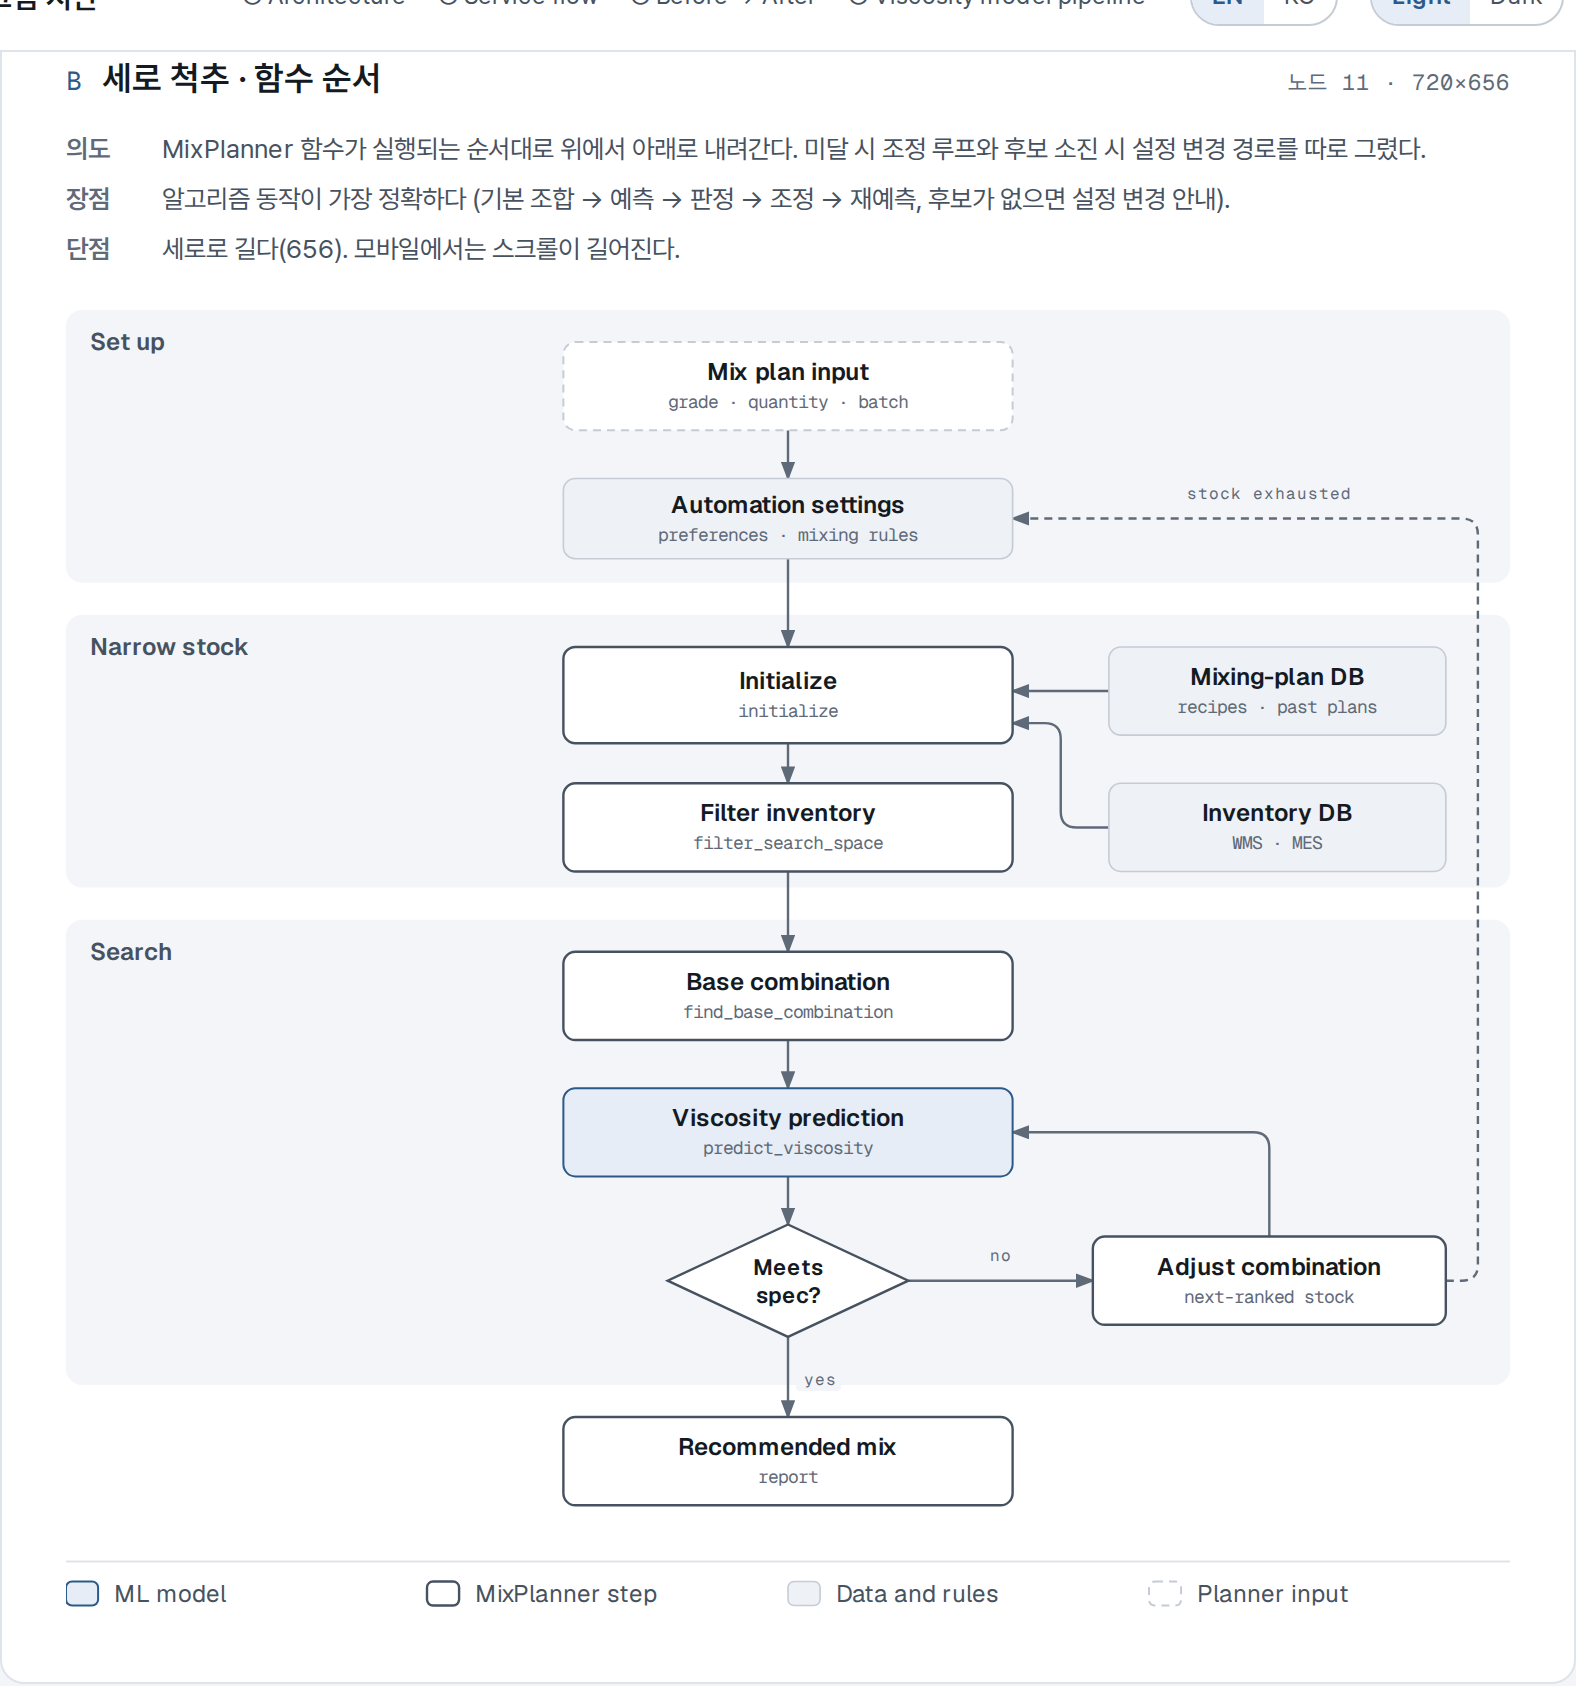 B 세로 척추 · 함수 순서
노드 11 · 720×656
의도 MixPlanner 함수가 실행되는 순서대로 위에서 아래로 내려간다. 미달 시 조정 루프와 후보 소진 시 설정 변경 경로를 따로 그렸다.
장점 알고리즘 동작이 가장 정확하다 (기본 조합 → 예측 → 판정 → 조정 → 재예측, 후보가 없으면 설정 변경 안내).
단점 세로로 길다(656). 모바일에서는 스크롤이 길어진다.
Set up
Mix plan input
grade · quantity · batch
Automation settings
preferences · mixing rules
stock exhausted
Narrow stock
Initialize
initialize
Mixing-plan DB
recipes · past plans
Filter inventory
filter_search_space
Inventory DB
WMS · MES
Search
Base combination
find_base_combination
Viscosity prediction
predict_viscosity
Meets
spec?
no
Adjust combination
next-ranked stock
yes
Recommended mix
report
ML model
MixPlanner step
Data and rules
Planner input